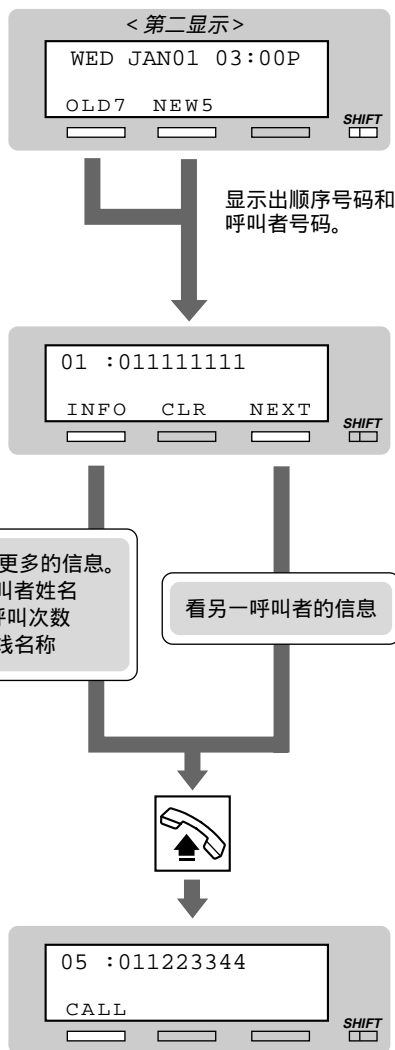 <第二显示>
WED JAN01 03:00P
OLD7 NEW5
SHIFT
显示出顺序号码和
呼叫者号码。
01 :011111111
INFO CLR NEXT
SHIFT
更多的信息。
叫者姓名
呼叫次数
线名称
看另一呼叫者的信息
05 :011223344
CALL
SHIFT